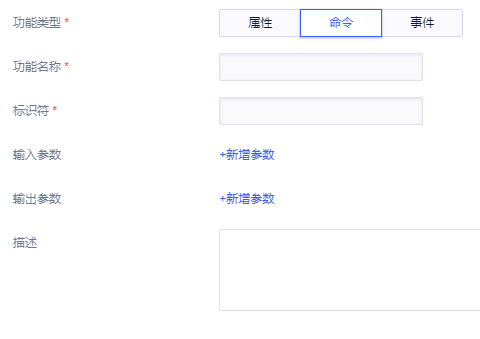 功能类型 * 属性 命令 事件
功能名称 *
标识符 *
输入参数 +新增参数
输出参数 +新增参数
描述